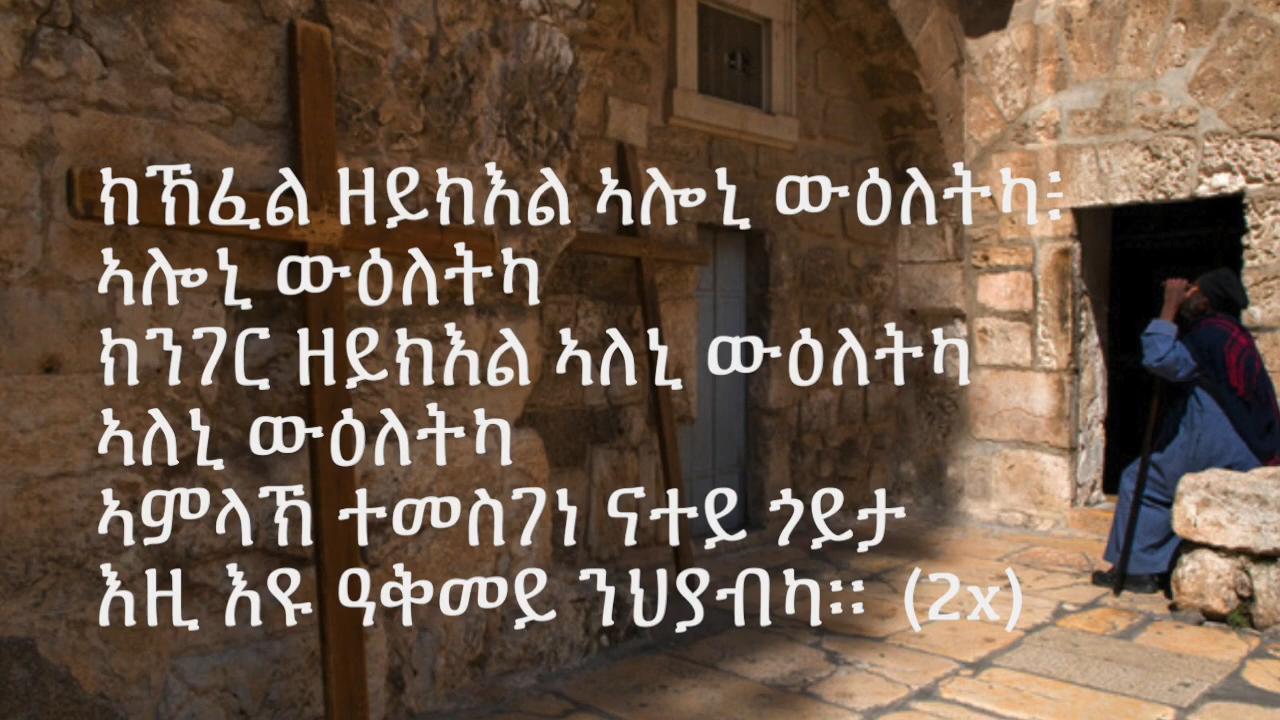 ክኽፈል ዘይክእል ኣሎኒ ውዕለትካ፥
ኣሎኒ ውዕለትካ
ክንገር ዘይክእል ኣለኒ ውዕለትካ
ኣለኒ ውዕለትካ
ኣምላኽ ተመስገነ ናተይ ጎይታ
እዚ እዩ ዓቅመይ ንህያብካ። (2x)